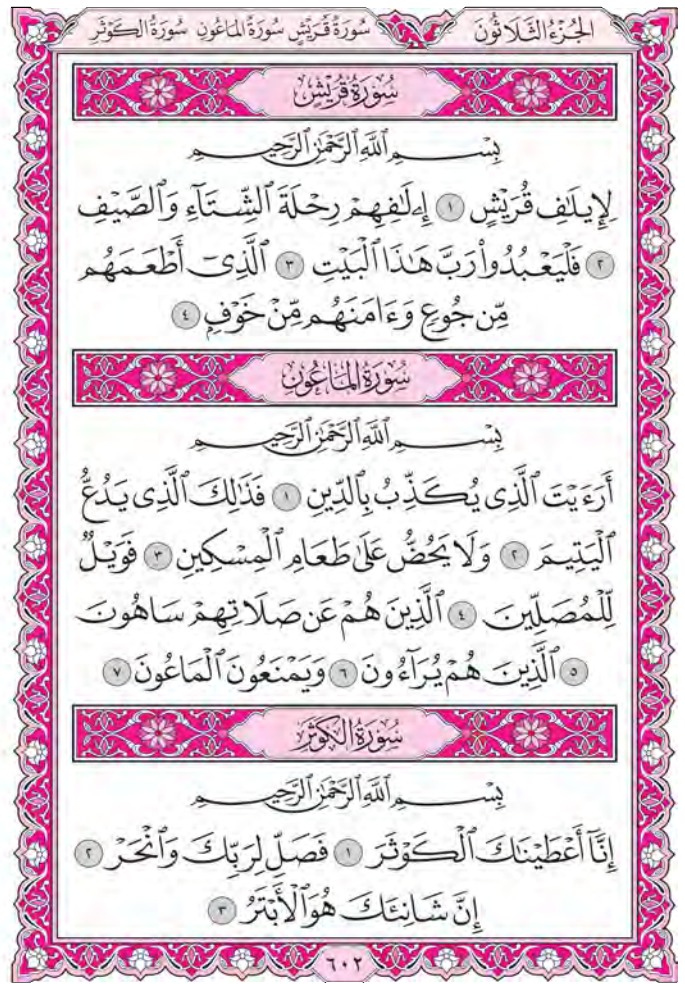 الجُزْءُ الثَّلَاثُونَ سُورَةُ قُرَيْشٍ سُورَةُ المَاعُونِ سُورَةُ الكَوْثَرِ
سُورَةُ قُرَيْشٍ
بِسْمِ ٱللَّهِ ٱلرَّحْمَٰنِ ٱلرَّحِيمِ
لِإِيلَٰفِ قُرَيْشٍ ١ إِۦلَٰفِهِمْ رِحْلَةَ ٱلشِّتَآءِ وَٱلصَّيْفِ
٢ فَلْيَعْبُدُوا۟ رَبَّ هَٰذَا ٱلْبَيْتِ ٣ ٱلَّذِىٓ أَطْعَمَهُم
مِّن جُوعٍ وَءَامَنَهُم مِّنْ خَوْفٍۭ ٤
سُورَةُ المَاعُونِ
بِسْمِ ٱللَّهِ ٱلرَّحْمَٰنِ ٱلرَّحِيمِ
أَرَءَيْتَ ٱلَّذِى يُكَذِّبُ بِٱلدِّينِ ١ فَذَٰلِكَ ٱلَّذِى يَدُعُّ
ٱلْيَتِيمَ ٢ وَلَا يَحُضُّ عَلَىٰ طَعَامِ ٱلْمِسْكِينِ ٣ فَوَيْلٌ
لِّلْمُصَلِّينَ ٤ ٱلَّذِينَ هُمْ عَن صَلَاتِهِمْ سَاهُونَ
٥ ٱلَّذِينَ هُمْ يُرَآءُونَ ٦ وَيَمْنَعُونَ ٱلْمَاعُونَ ٧
سُورَةُ الكَوْثَرِ
بِسْمِ ٱللَّهِ ٱلرَّحْمَٰنِ ٱلرَّحِيمِ
إِنَّآ أَعْطَيْنَٰكَ ٱلْكَوْثَرَ ١ فَصَلِّ لِرَبِّكَ وَٱنْحَرْ ٢
إِنَّ شَانِئَكَ هُوَ ٱلْأَبْتَرُ ٣
٦٠٢